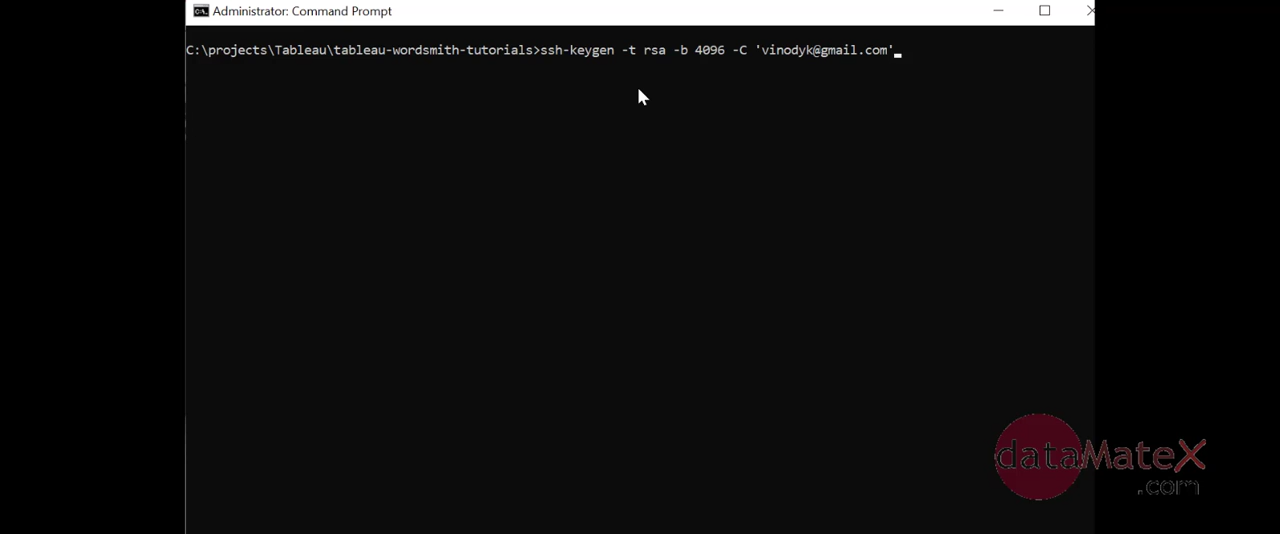 Administrator: Command Prompt
C:\projects\Tableau\tableau-wordsmith-tutorials>ssh-keygen -t rsa -b 4096 -C 'vinodyk@gmail.com'
dataMateX
.com